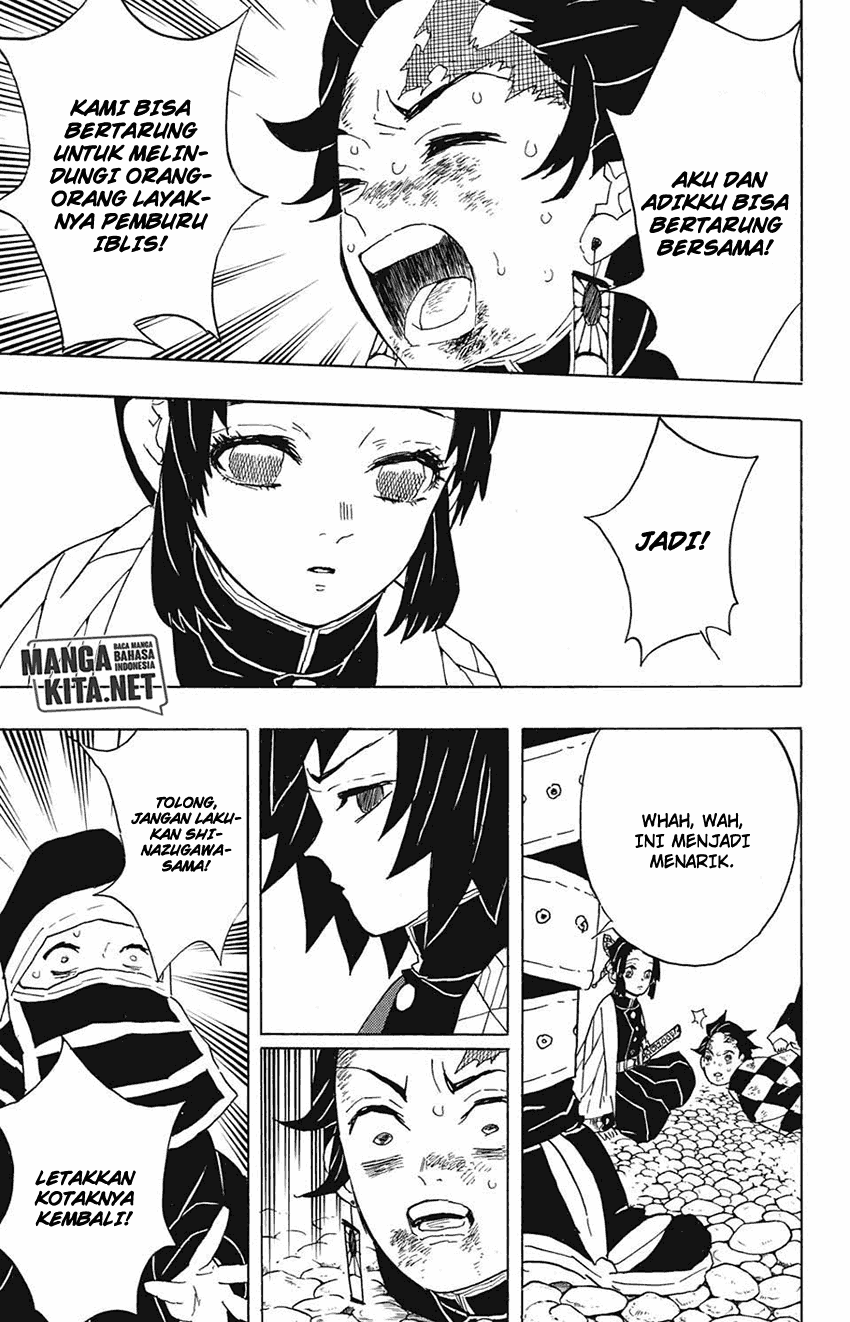 AKU DAN
ADIKKU BISA
BERTARUNG
BERSAMA!
KAMI BISA
BERTARUNG
UNTUK MELIN-
DUNGI ORANG-
ORANG LAYAK-
NYA PEMBURU
IBLIS!
JADI!
MANGA
KITA.NET
BACA MANGA
BAHASA
INDONESIA
WHAH, WAH,
INI MENJADI
MENARIK.
TOLONG,
JANGAN LAKU-
KAN SHI-
NAZUGAWA-
SAMA!
LETAKKAN
KOTAKNYA
KEMBALI!